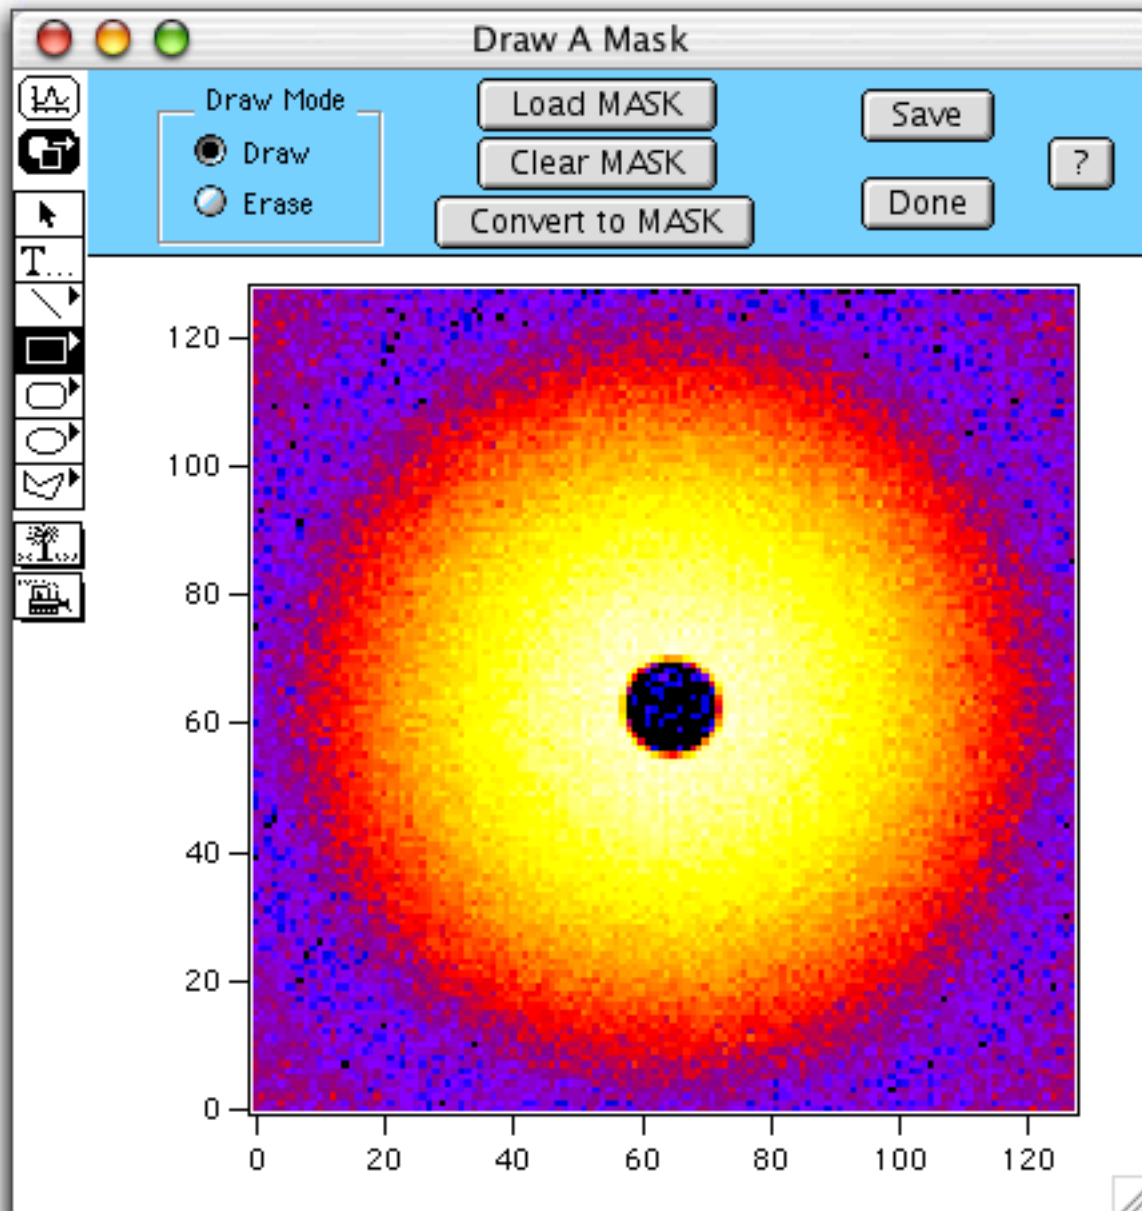 Draw A Mask
Draw Mode
Draw
Erase
Load MASK
Clear MASK
Convert to MASK
Save
Done
?
T...
120
100
80
60
40
20
0
0 20 40 60 80 100 120